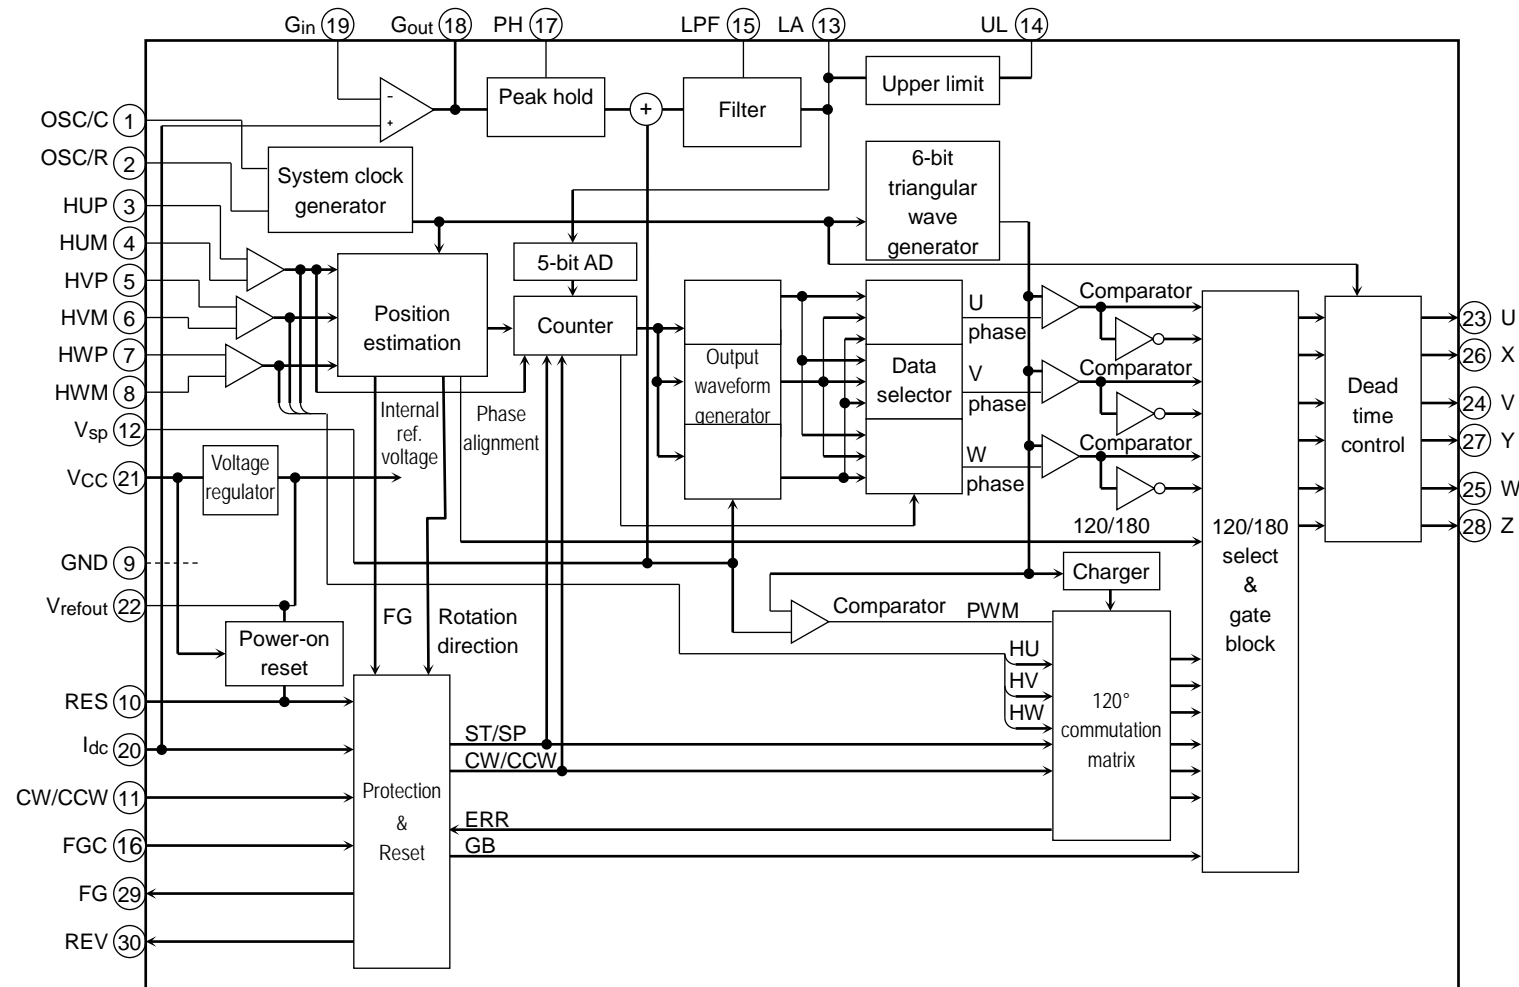 Gin 19
Gout 18
PH 17
LPF 15
LA 13
UL 14
OSC/C 1
OSC/R 2
HUP 3
HUM 4
HVP 5
HVM 6
HWP 7
HWM 8
Vsp 12
VCC 21
GND 9
Vrefout 22
RES 10
Idc 20
CW/CCW 11
FGC 16
FG 29
REV 30
-
+
Peak hold
+
Filter
Upper limit
System clock
generator
6-bit
triangular
wave
generator
5-bit AD
Position
estimation
Counter
Output
waveform
generator
Data
selector
U
phase
V
phase
W
phase
Comparator
Comparator
Comparator
Internal
ref.
voltage
Phase
alignment
Voltage
regulator
120/180
120/180
select
&
gate
block
Dead
time
control
23 U
26 X
24 V
27 Y
25 W
28 Z
Charger
Comparator
PWM
FG
Rotation
direction
Power-on
reset
HU
HV
HW
120°
commutation
matrix
ST/SP
CW/CCW
Protection
&
Reset
ERR
GB